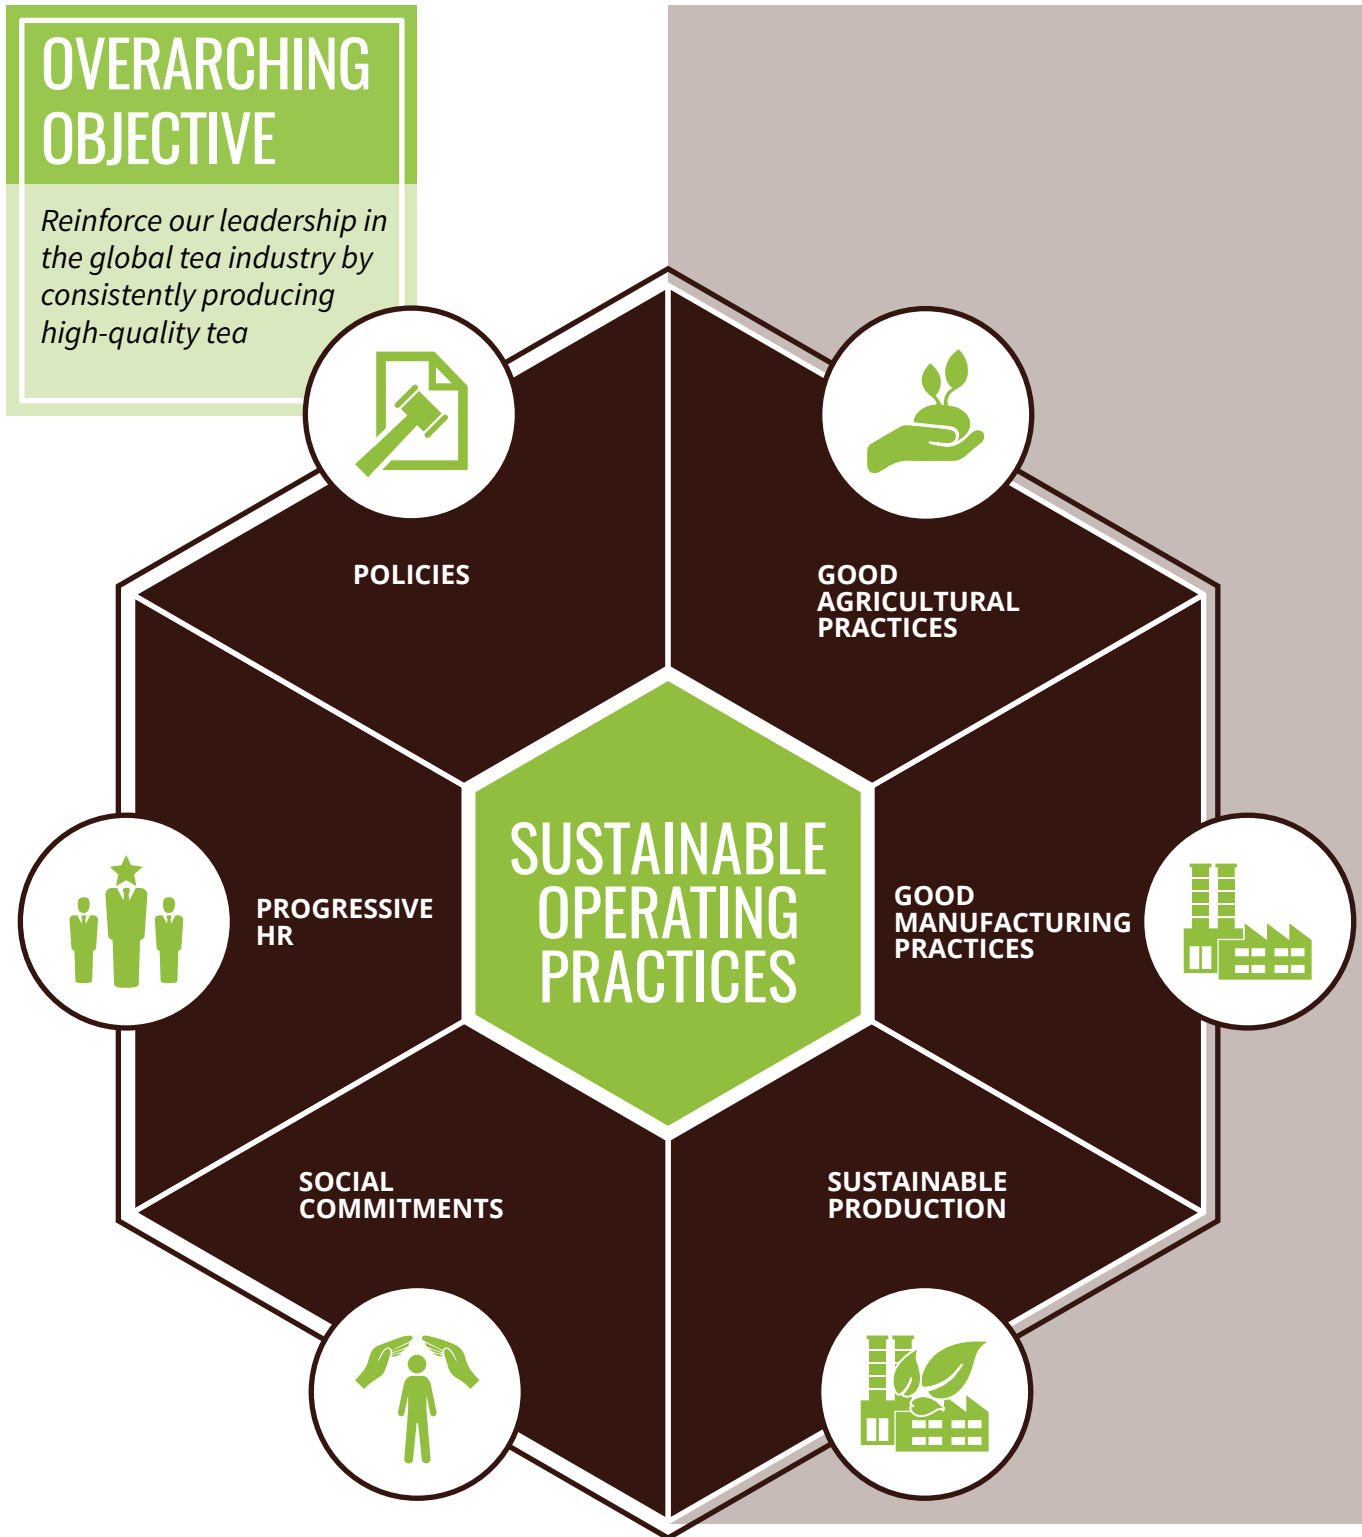 OVERARCHING
OBJECTIVE
Reinforce our leadership in
the global tea industry by
consistently producing
high-quality tea
POLICIES
GOOD
AGRICULTURAL
PRACTICES
PROGRESSIVE
HR
SUSTAINABLE
OPERATING
PRACTICES
GOOD
MANUFACTURING
PRACTICES
SOCIAL
COMMITMENTS
SUSTAINABLE
PRODUCTION